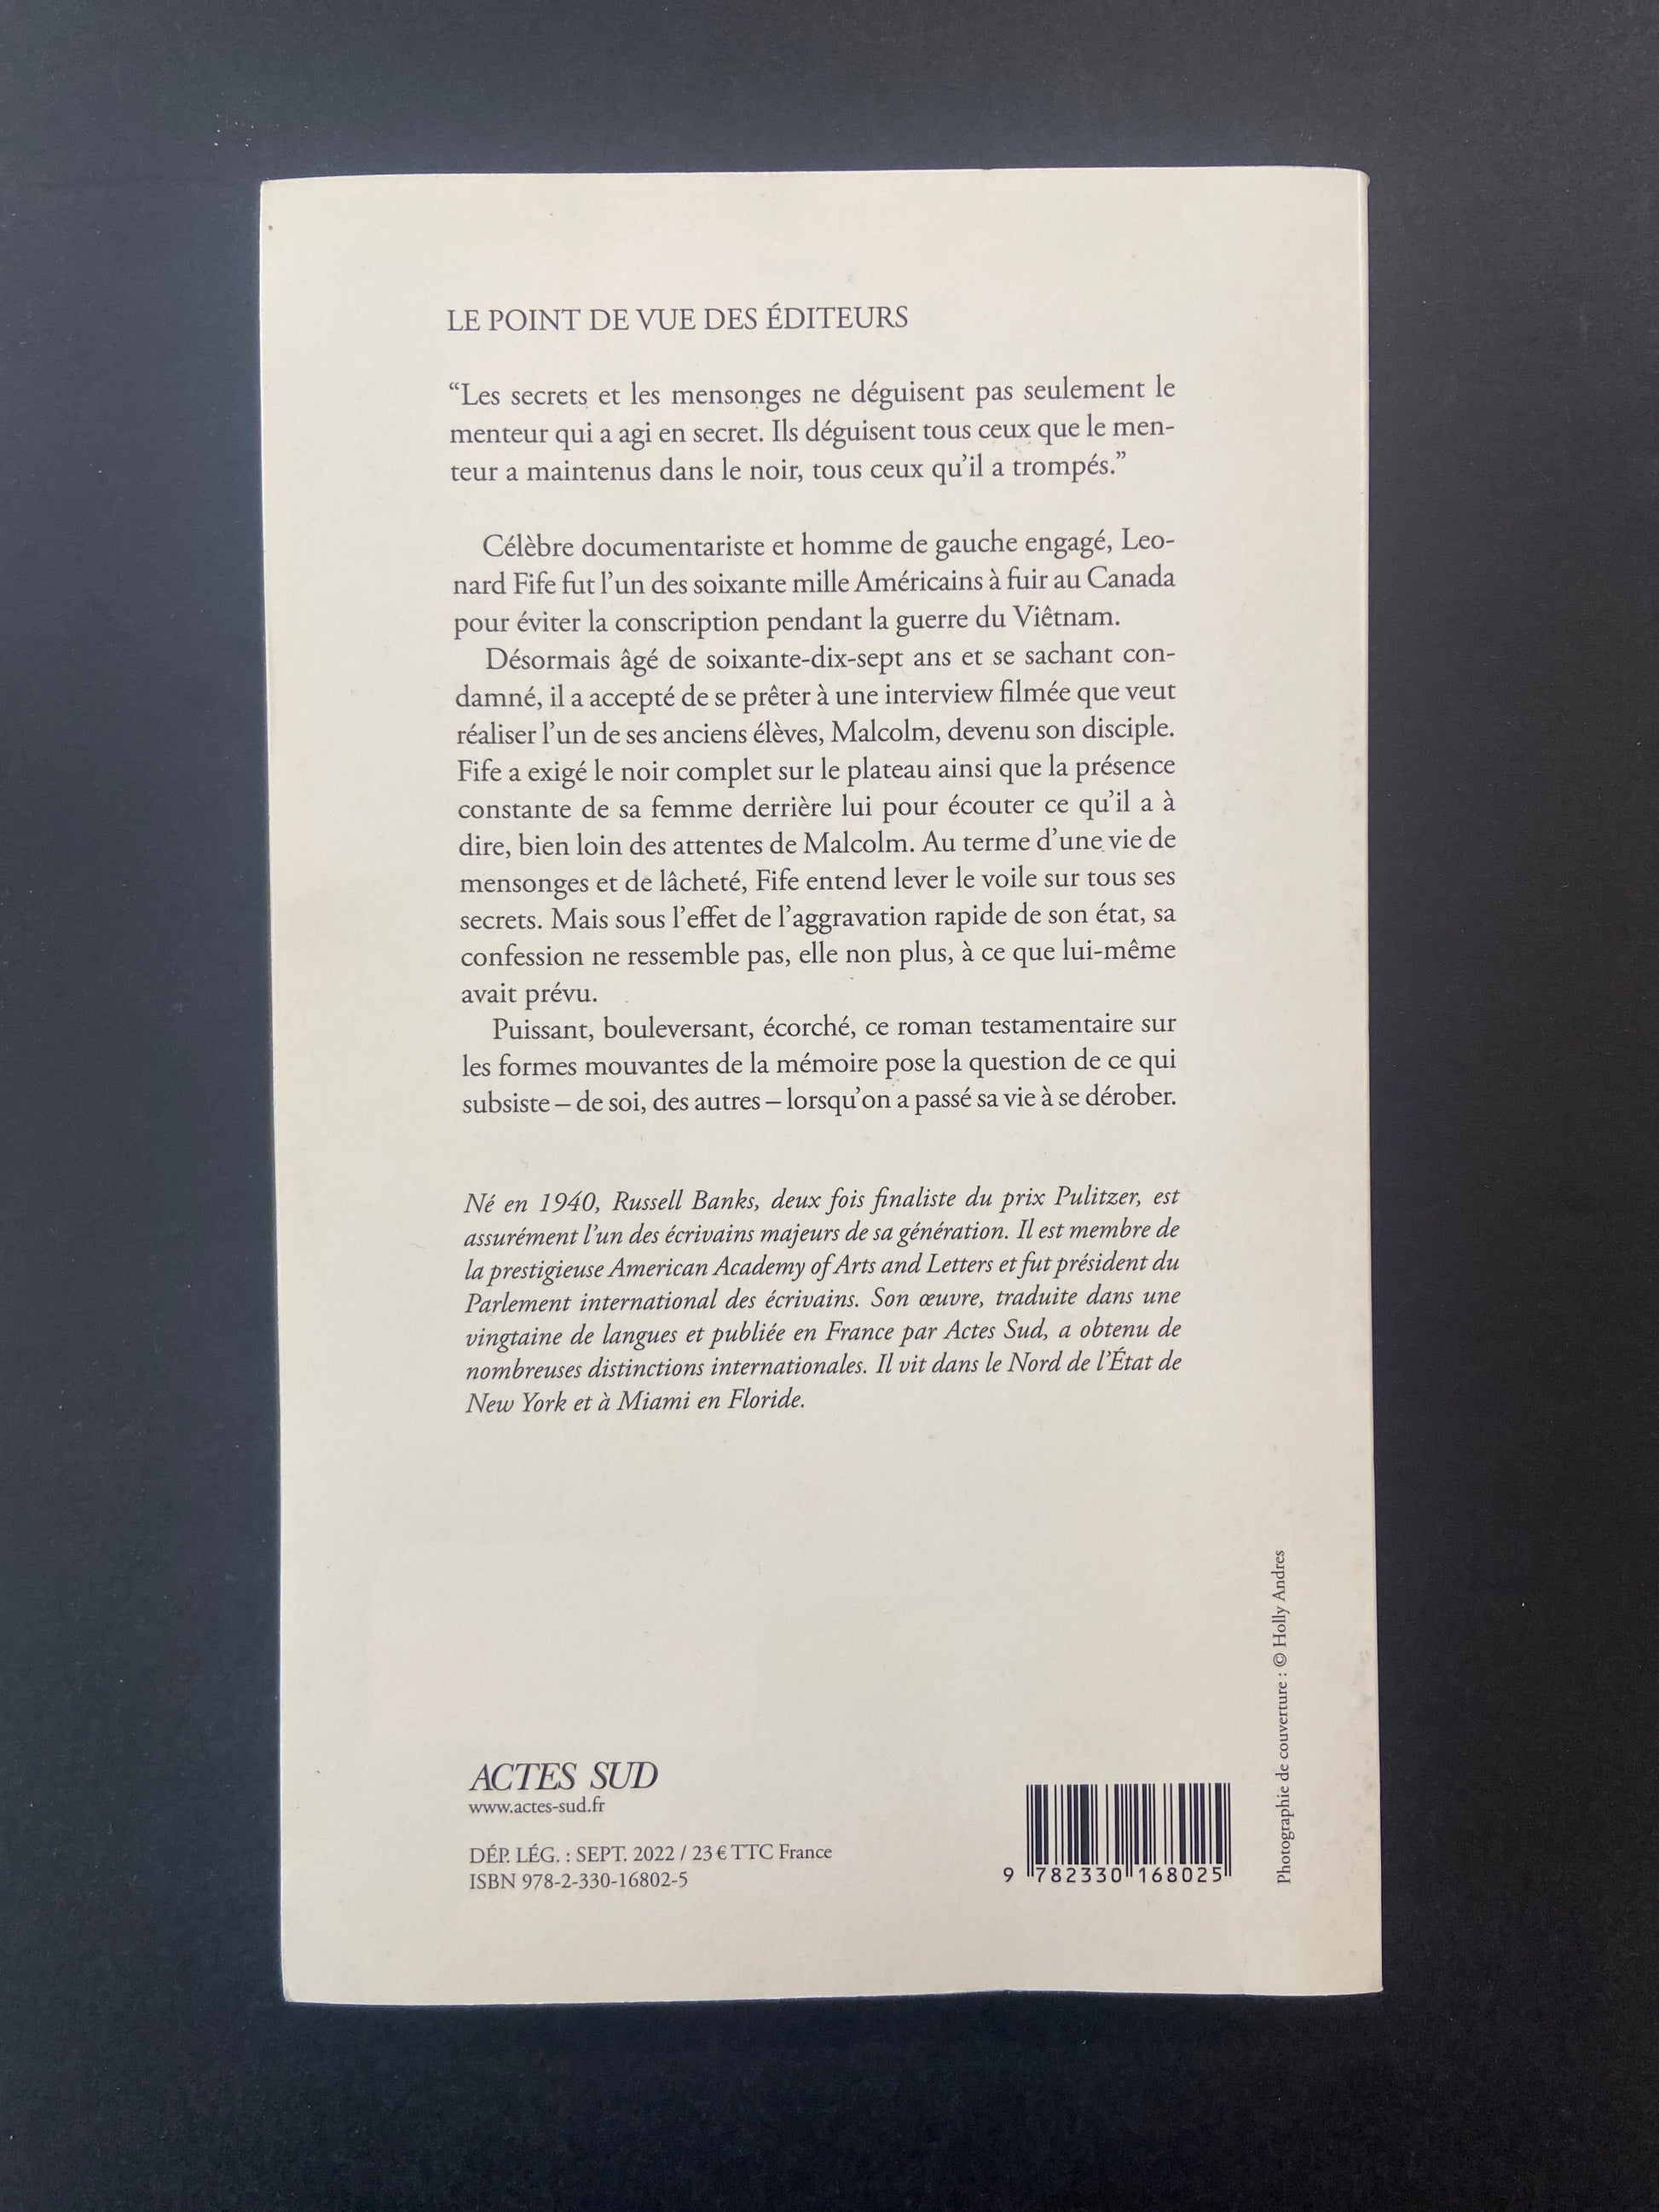 LE POINT DE VUE DES ÉDITEURS
“Les secrets et les mensonges ne déguisent pas seulement le
menteur qui a agi en secret. Ils déguisent tous ceux que le men-
teur a maintenus dans le noir, tous ceux qu’il a trompés.”
Célèbre documentariste et homme de gauche engagé, Leo-
nard Fife fut l’un des soixante mille Américains à fuir au Canada
pour éviter la conscription pendant la guerre du Viêtnam.
Désormais âgé de soixante-dix-sept ans et se sachant con-
damné, il a accepté de se prêter à une interview filmée que veut
réaliser l’un de ses anciens élèves, Malcolm, devenu son disciple.
Fife a exigé le noir complet sur le plateau ainsi que la présence
constante de sa femme derrière lui pour écouter ce qu’il a à
dire, bien loin des attentes de Malcolm. Au terme d’une vie de
mensonges et de lâcheté, Fife entend lever le voile sur tous ses
secrets. Mais sous l’effet de l’aggravation rapide de son état, sa
confession ne ressemble pas, elle non plus, à ce que lui-même
avait prévu.
Puissant, bouleversant, écorché, ce roman testamentaire sur
les formes mouvantes de la mémoire pose la question de ce qui
subsiste – de soi, des autres – lorsqu’on a passé sa vie à se dérober.
Né en 1940, Russell Banks, deux fois finaliste du prix Pulitzer, est
assurément l’un des écrivains majeurs de sa génération. Il est membre de
la prestigieuse American Academy of Arts and Letters et fut président du
Parlement international des écrivains. Son œuvre, traduite dans une
vingtaine de langues et publiée en France par Actes Sud, a obtenu de
nombreuses distinctions internationales. Il vit dans le Nord de l’État de
New York et à Miami en Floride.
ACTES SUD
www.actes-sud.fr
DÉP. LÉG. : SEPT. 2022 / 23 € TTC France
ISBN 978-2-330-16802-5
9 782330 168025
Photographie de couverture : © Holly Andres